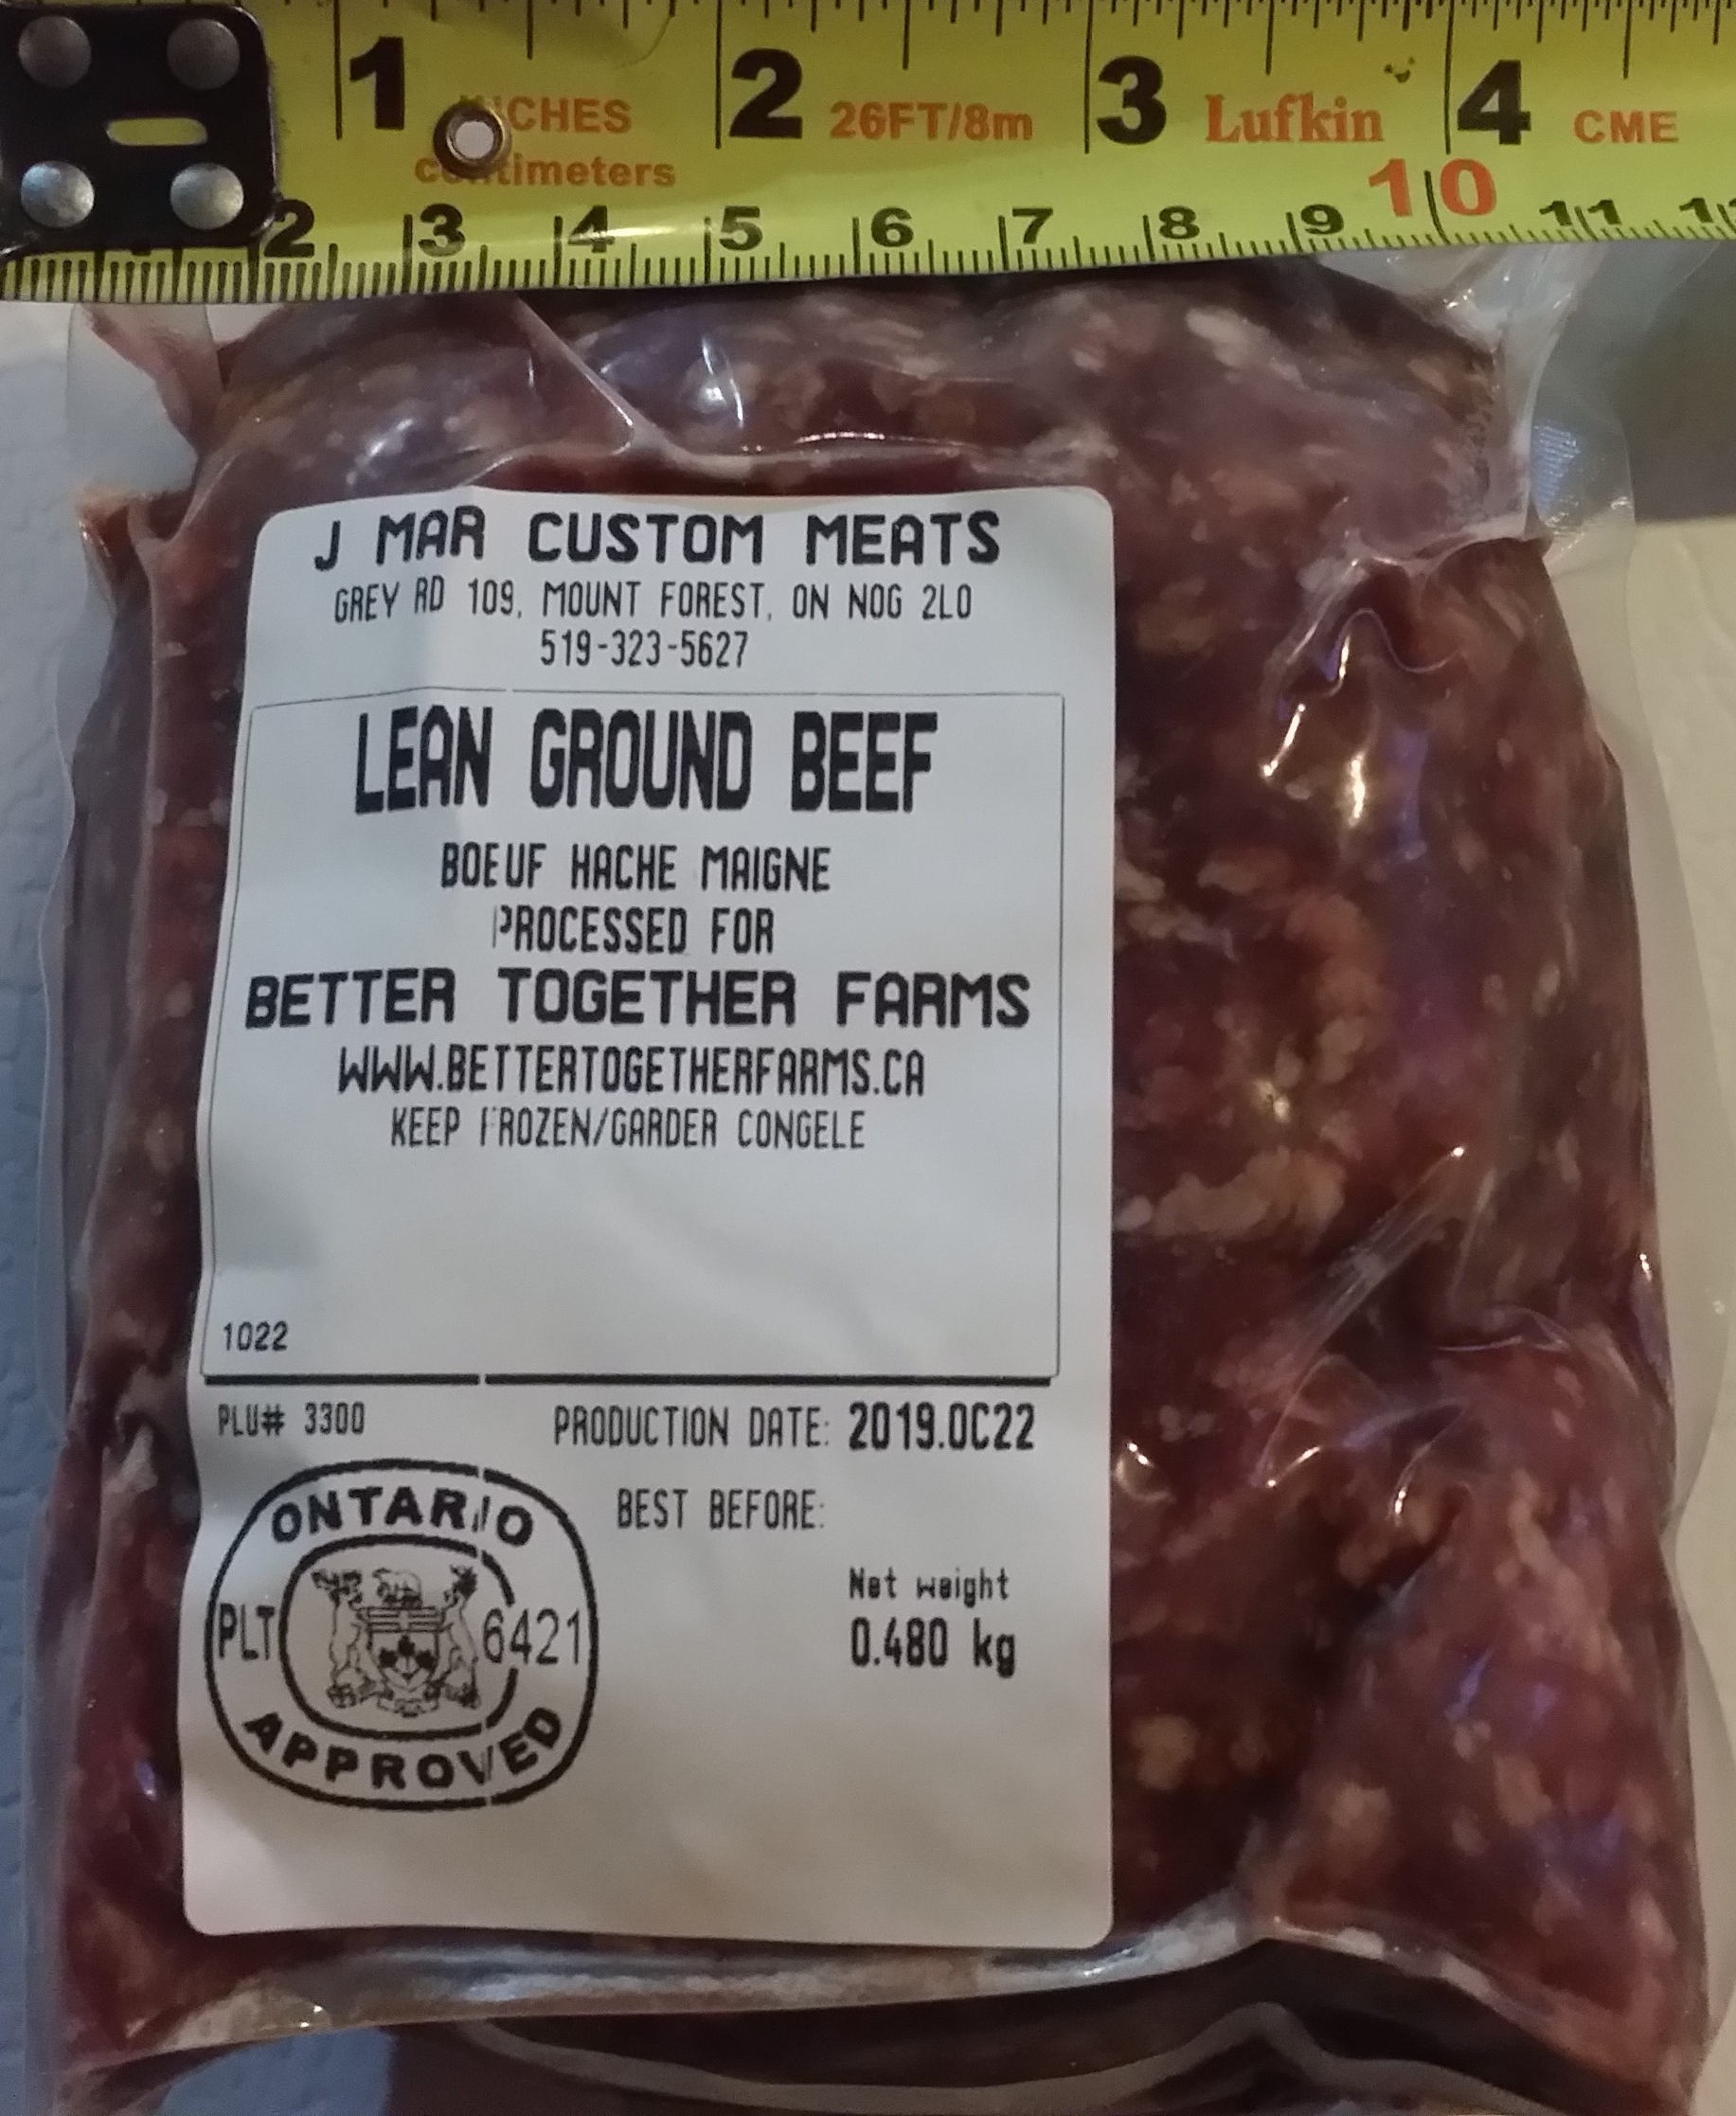 1 2 3 4
INCHES 26FT/8m Lufkin CME
centimeters
2 3 4 5 6 7 8 9 10 11
J MAR CUSTOM MEATS
GREY RD 109, MOUNT FOREST, ON N0G 2L0
519-323-5627
LEAN GROUND BEEF
BOEUF HACHE MAIGNE
PROCESSED FOR
BETTER TOGETHER FARMS
WWW.BETTERTOGETHERFARMS.CA
KEEP FROZEN/GARDER CONGELE
1022
PLU# 3300 PRODUCTION DATE: 2019.OC22
BEST BEFORE:
Net weight
0.480 kg
ONTARIO
PLT 6421
APPROVED